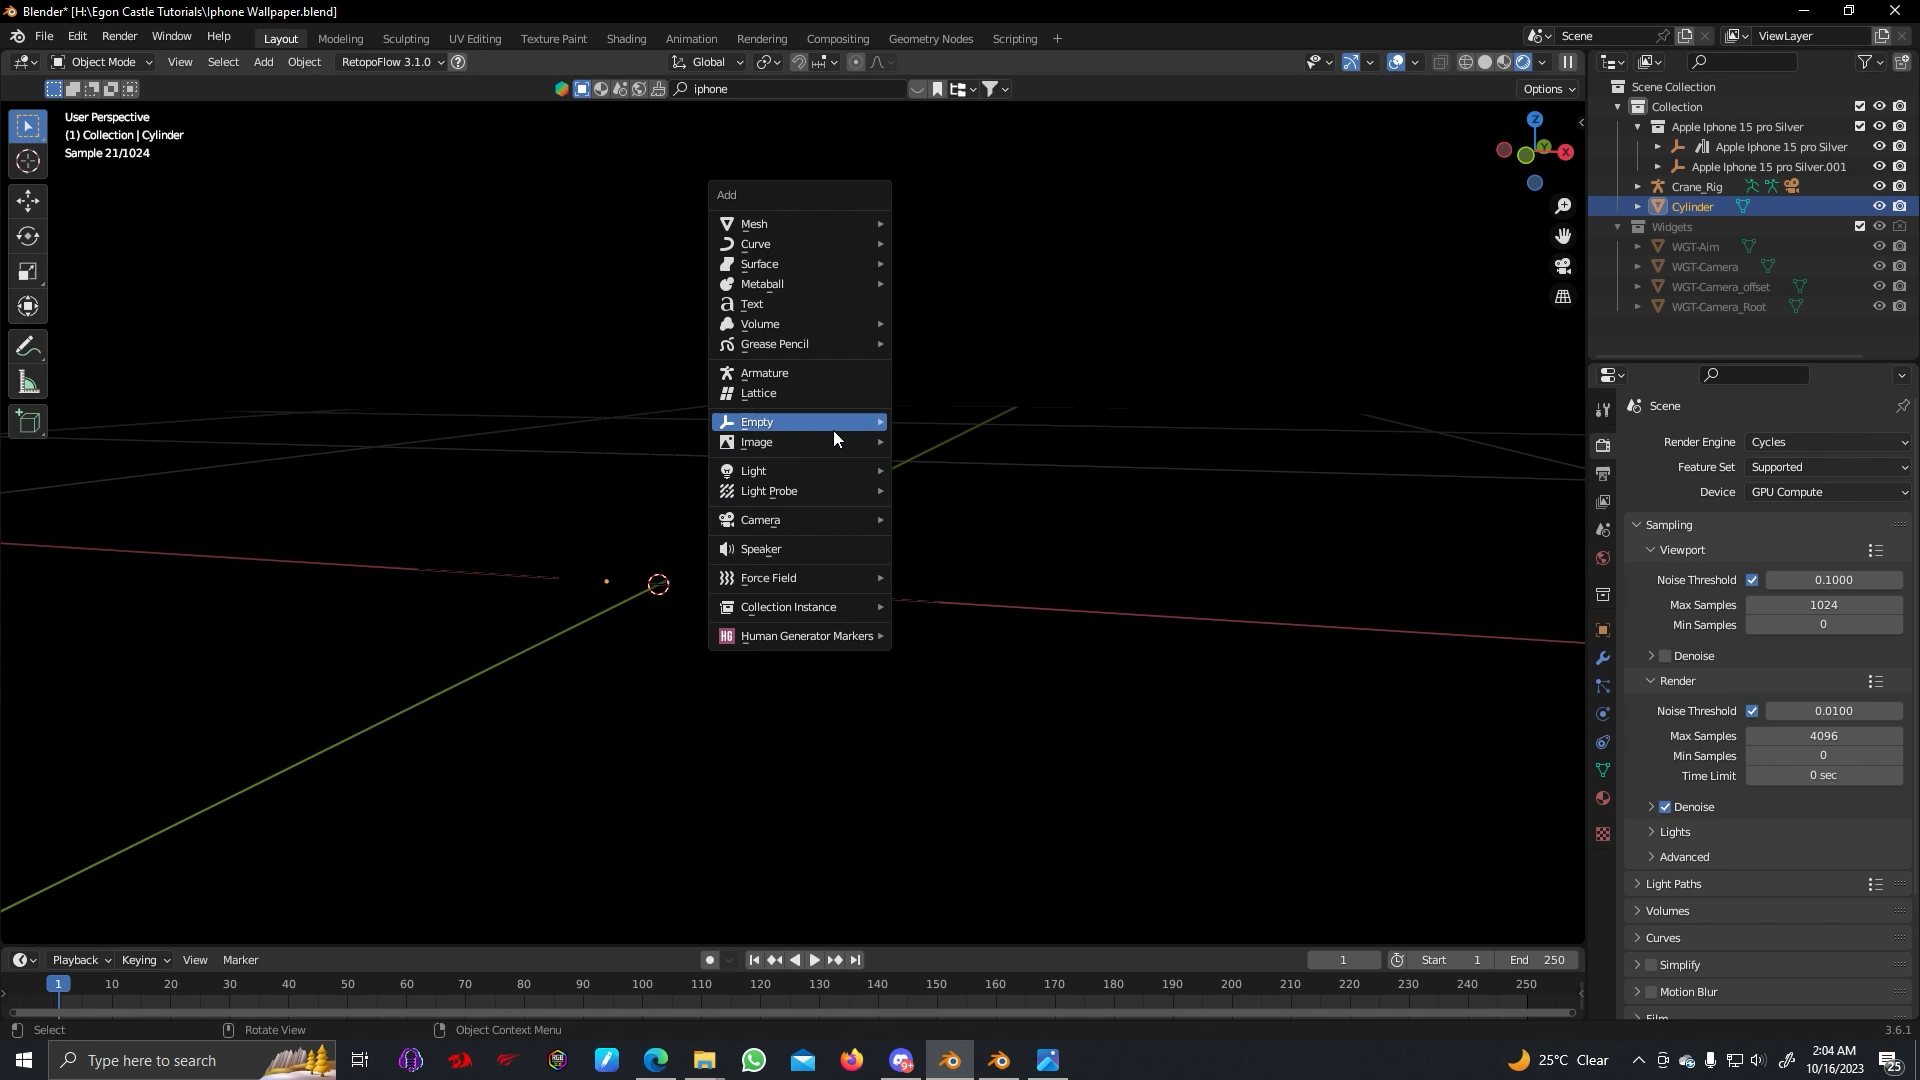 Blender* [H:\Egon Castle Tutorials\Iphone Wallpaper.blend]
File Edit Render Window Help Layout Modeling Sculpting UV Editing Texture Paint Shading Animation Rendering Compositing Geometry Nodes Scripting + Scene ViewLayer
Object Mode View Select Add Object RetopoFlow 3.1.0 Global
iphone Options
User Perspective
(1) Collection | Cylinder
Sample 21/1024
Z
Y
X
Add
Mesh
Curve
Surface
Metaball
Text
Volume
Grease Pencil
Armature
Lattice
Empty
Image
Light
Light Probe
Camera
Speaker
Force Field
Collection Instance
HG Human Generator Markers
Scene Collection
Collection
Apple Iphone 15 pro Silver
Apple Iphone 15 pro Silver
Apple Iphone 15 pro Silver.001
Crane_Rig
Cylinder
Widgets
WGT-Aim
WGT-Camera
WGT-Camera_offset
WGT-Camera_Root
Scene
Render Engine Cycles
Feature Set Supported
Device GPU Compute
Sampling
Viewport
Noise Threshold 0.1000
Max Samples 1024
Min Samples 0
Denoise
Render
Noise Threshold 0.0100
Max Samples 4096
Min Samples 0
Time Limit 0 sec
Denoise
Lights
Advanced
Light Paths
Volumes
Curves
Simplify
Motion Blur
Film
Playback Keying View Marker 1 Start 1 End 250
1 10 20 30 40 50 60 70 80 90 100 110 120 130 140 150 160 170 180 190 200 210 220 230 240 250
Select Rotate View Object Context Menu 3.6.1
Type here to search 9+ 25°C Clear 2:04 AM
10/16/2023 25